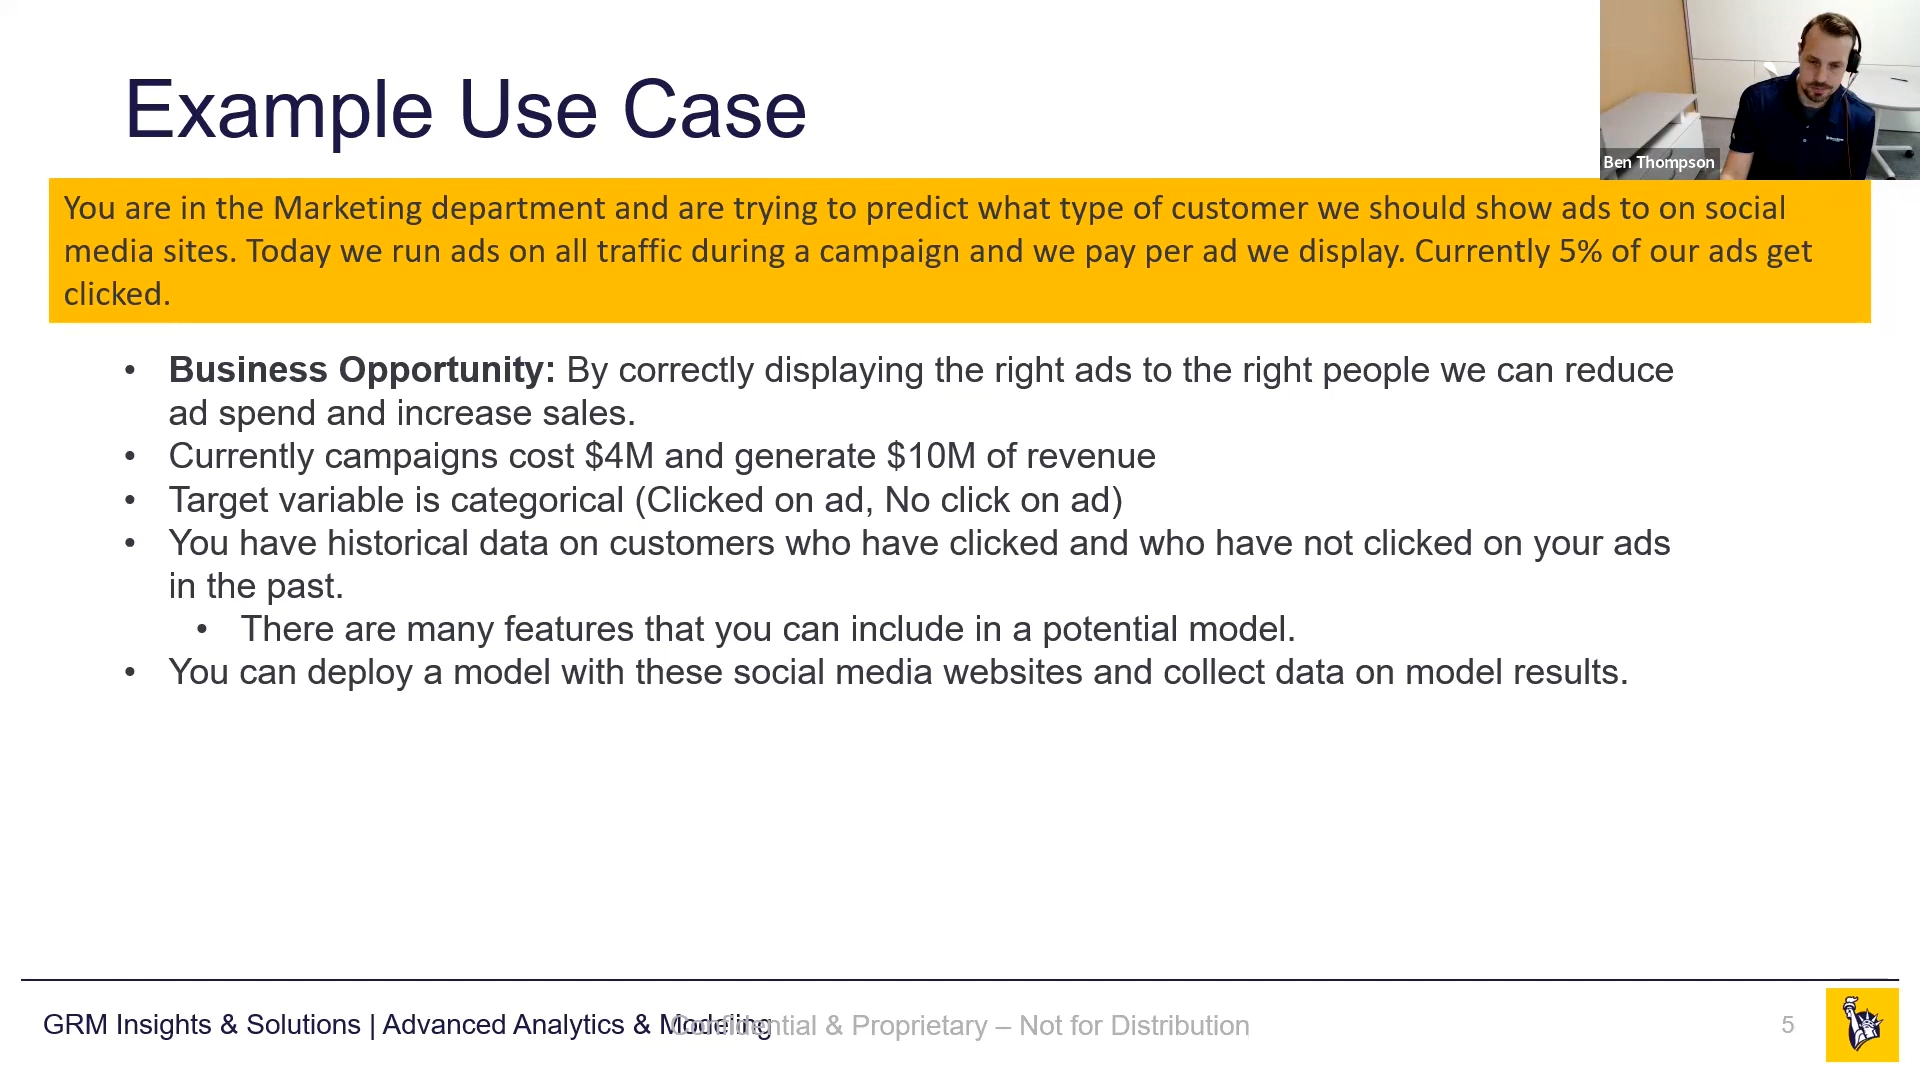 Example Use Case
Ben Thompson
You are in the Marketing department and are trying to predict what type of customer we should show ads to on social
media sites. Today we run ads on all traffic during a campaign and we pay per ad we display. Currently 5% of our ads get
clicked.
• Business Opportunity: By correctly displaying the right ads to the right people we can reduce
ad spend and increase sales.
• Currently campaigns cost $4M and generate $10M of revenue
• Target variable is categorical (Clicked on ad, No click on ad)
• You have historical data on customers who have clicked and who have not clicked on your ads
in the past.
• There are many features that you can include in a potential model.
• You can deploy a model with these social media websites and collect data on model results.
GRM Insights & Solutions | Advanced Analytics & Modeling
Confidential & Proprietary – Not for Distribution
5